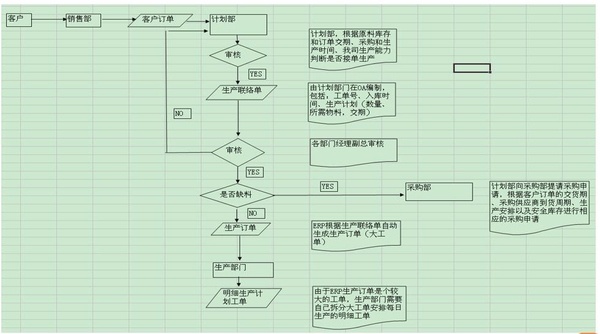 客户
销售部
客户订单
计划部
计划部，根据原料库存
和订单交期、采购和生
产时间、我司生产能力
判断是否接单生产
审核
YES
生产联络单
由计划部门在OA编制，
包括：工单号、入库时
间、生产计划（数量，
所需物料，交期）
NO
审核
各部门经理副总审核
YES
是否缺料
YES
采购部
计划部向采购部提请采购申
请，根据客户订单的交货期
、采购供应商到货周期、生
产安排以及安全库存进行相
应的采购申请
NO
生产订单
ERP根据生产联络单自动
生成生产订单（大工
单）
生产部门
明细生产计
划工单
由于ERP生产订单是个较
大的工单，生产部门需要
自己拆分大工单安排每日
生产的明细工单